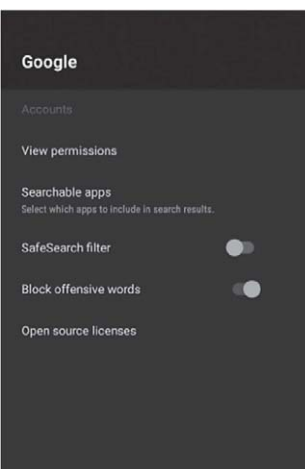 Google
Accounts
View permissions
Searchable apps
Select which apps to include in search results.
SafeSearch filter
Block offensive words
Open source licenses